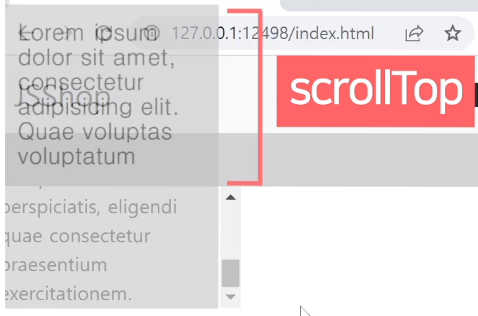 Lorem ipsum
127.0.0.1:12498/index.html
dolor sit amet,
consectetur
JSShop
scrollTop
adipisiding elit.
Quae voluptas
voluptatum
perspiciatis, eligendi
quae consectetur
praesentium
exercitationem.